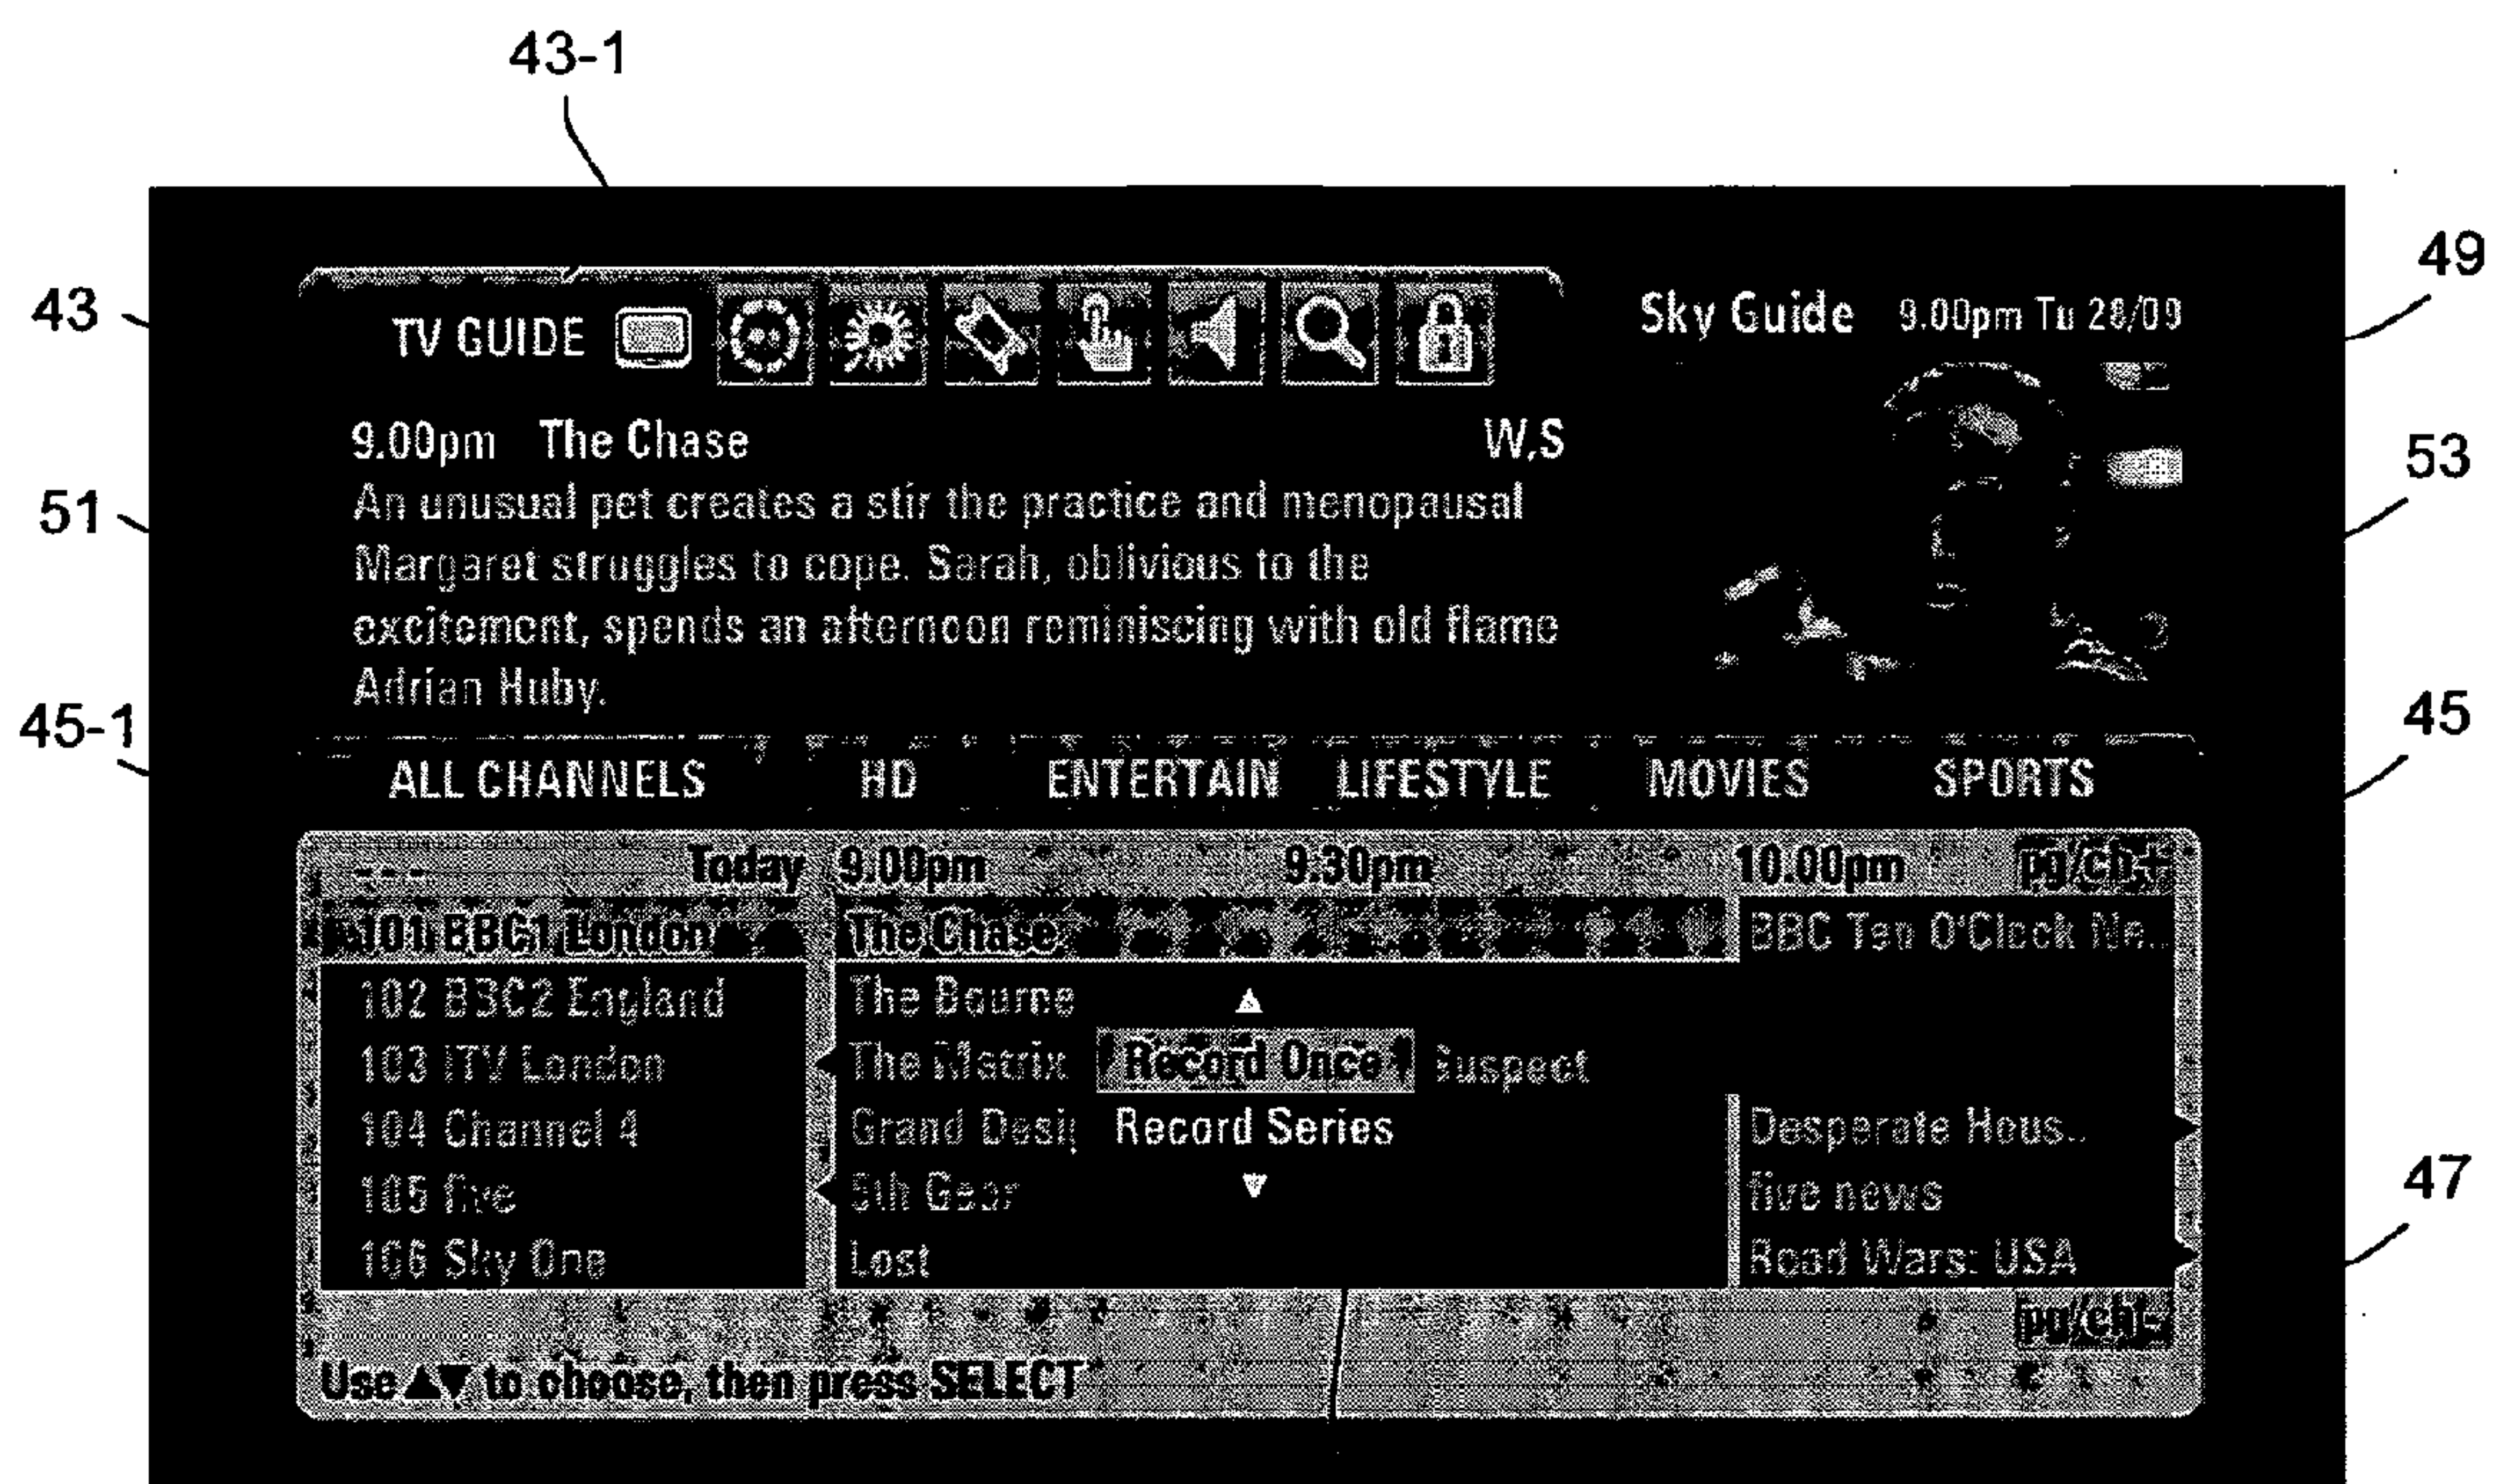 43-1
49
43
TV GUIDE
Sky Guide 9.00pm Tu 28/09
9.00pm The Chase W,S
53
51
An unusual pet creates a stir the practice and menopausal
Margaret struggles to cope. Sarah, oblivious to the
excitement, spends an afternoon reminiscing with old flame
Adrian Huby.
45-1
45
ALL CHANNELS HD ENTERTAIN LIFESTYLE MOVIES SPORTS
--- Today 9.00pm 9.30pm 10.00pm pg/ch+
101 BBC1 London The Chase BBC Ten O'Clock Ne..
102 BBC2 England The Bourne ▲
103 ITV London The Matrix Record Once Suspect
104 Channel 4 Grand Desi Record Series Desperate Hous..
105 five 5th Gear ▼ five news
47
106 Sky One Lost Road Wars: USA
pg/ch-
Use ▲▼ to choose, then press SELECT